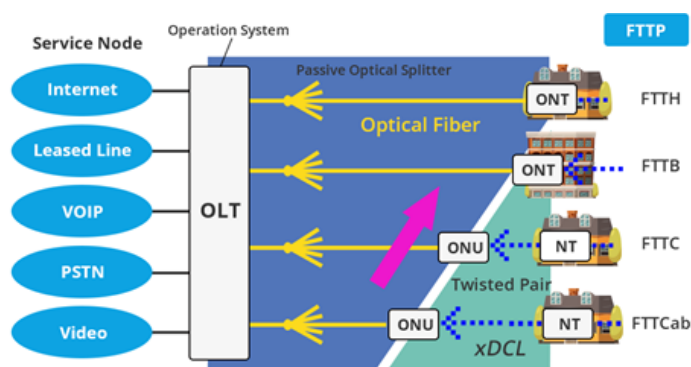 FTTP
Operation System
Service Node
Passive Optical Splitter
Internet
ONT
FTTH
Optical Fiber
Leased Line
ONT
FTTB
OLT
VOIP
ONU
NT
FTTC
PSTN
Twisted Pair
Video
ONU
NT
FTTCab
xDCL